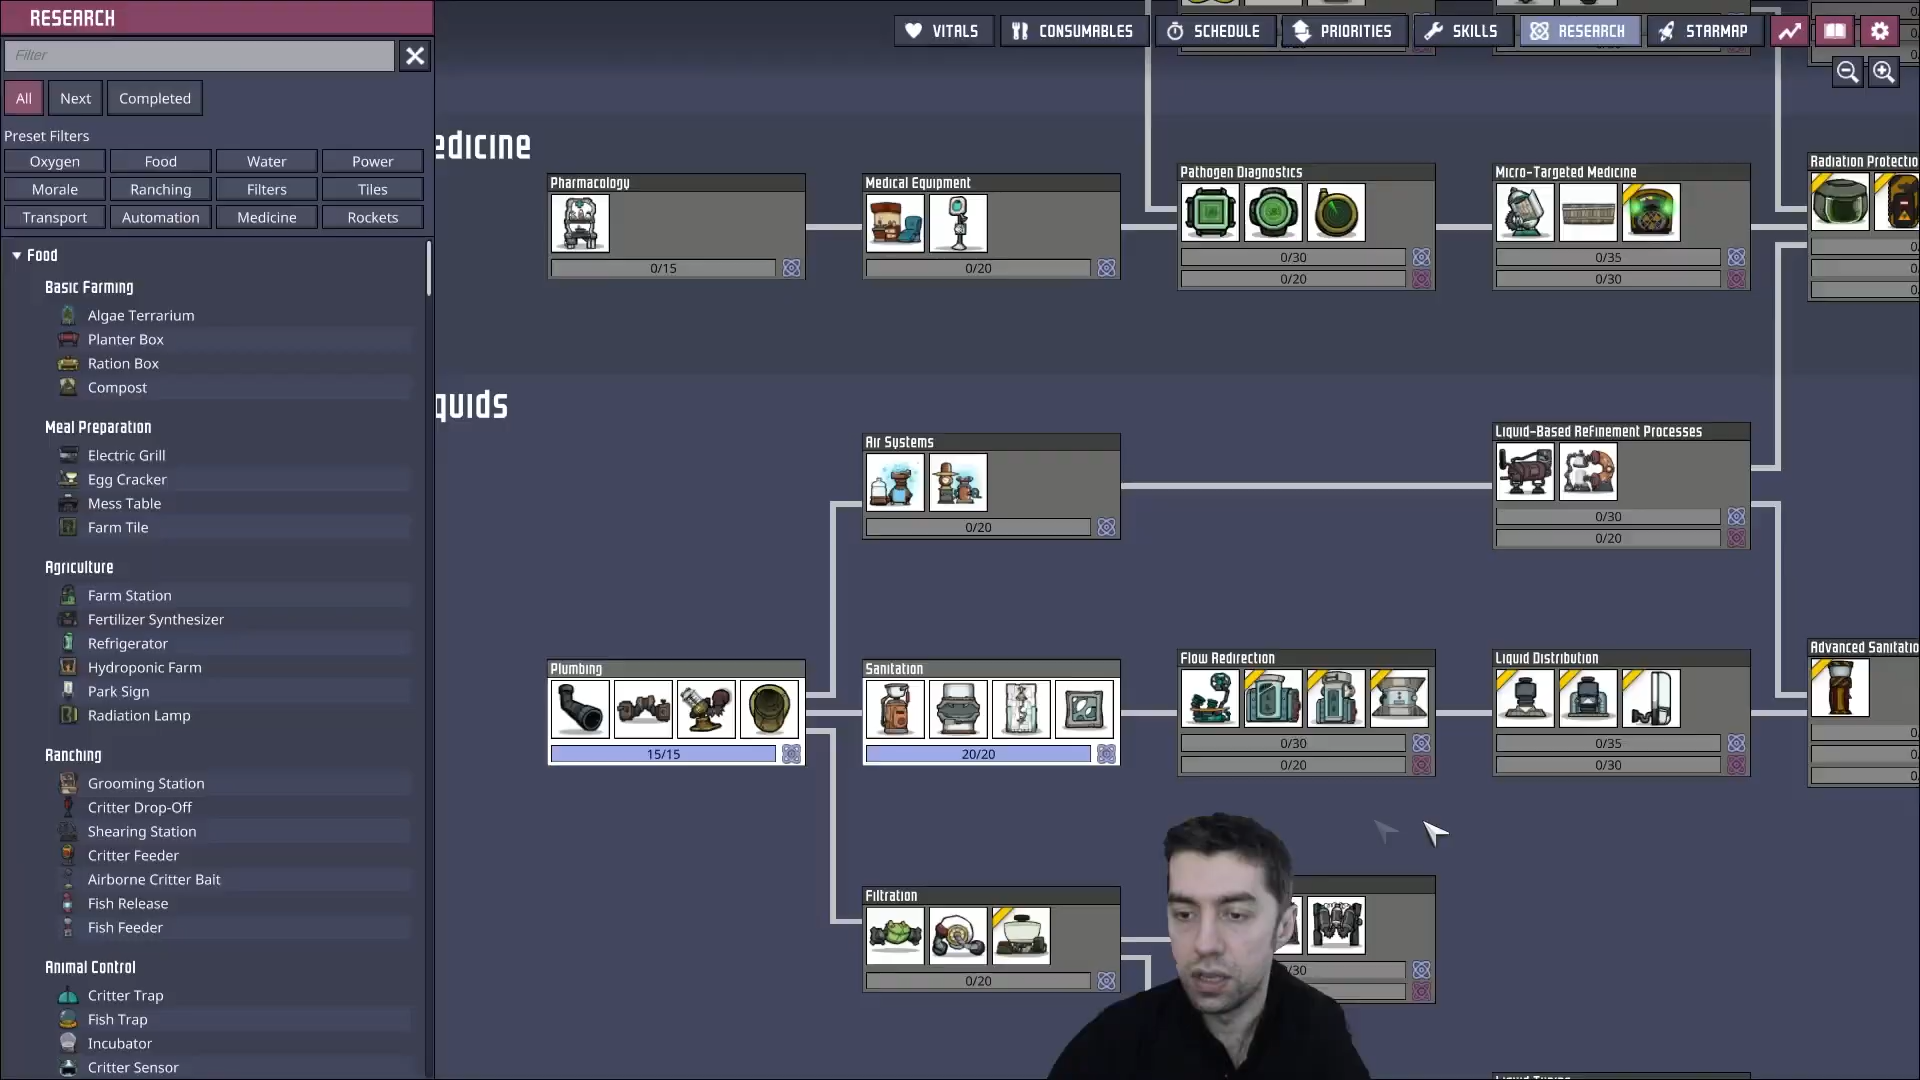 RESEARCH
Filter
All
Next
Completed
Preset Filters
Oxygen
Food
Water
Power
Morale
Ranching
Filters
Tiles
Transport
Automation
Medicine
Rockets
Food
Basic Farming
Algae Terrarium
Planter Box
Ration Box
Compost
Meal Preparation
Electric Grill
Egg Cracker
Mess Table
Farm Tile
Agriculture
Farm Station
Fertilizer Synthesizer
Refrigerator
Hydroponic Farm
Park Sign
Radiation Lamp
Ranching
Grooming Station
Critter Drop-Off
Shearing Station
Critter Feeder
Airborne Critter Bait
Fish Release
Fish Feeder
Animal Control
Critter Trap
Fish Trap
Incubator
Critter Sensor
VITALS
CONSUMABLES
SCHEDULE
PRIORITIES
SKILLS
RESEARCH
STARMAP
edicine
Pharmacology
0/15
Medical Equipment
0/20
Pathogen Diagnostics
0/30
0/20
Micro-Targeted Medicine
0/35
0/30
Radiation Protectio
quids
Air Systems
0/20
Liquid-Based Refinement Processes
0/30
0/20
Plumbing
15/15
Sanitation
20/20
Flow Redirection
0/30
0/20
Liquid Distribution
0/35
0/30
Advanced Sanitatio
Filtration
0/20
/30